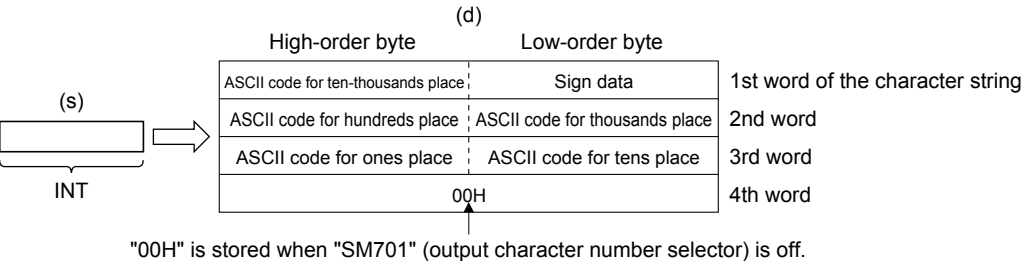 (d)
High-order byte Low-order byte
ASCII code for ten-thousands place Sign data 1st word of the character string
(s)
ASCII code for hundreds place ASCII code for thousands place 2nd word
ASCII code for ones place ASCII code for tens place 3rd word
INT
00H 4th word
"00H" is stored when "SM701" (output character number selector) is off.